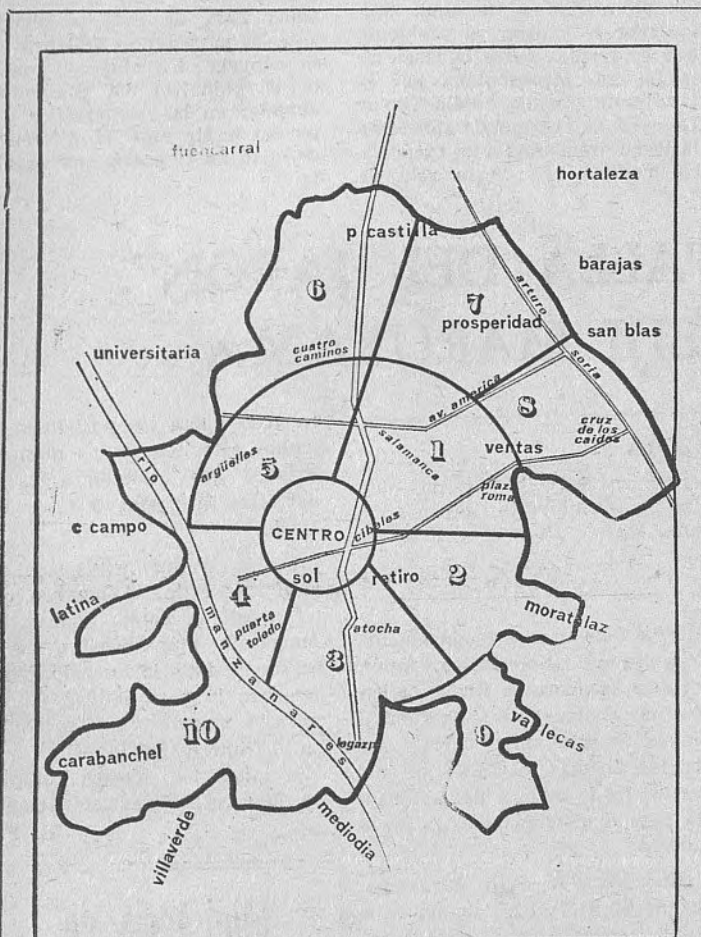 fuencarral
hortaleza
p castilla
barajas
6
7
arturo
prosperidad
san blas
universitaria
cuatro
caminos
soria
av. america
8
cruz
de los
caidos
salamanca
1
ventas
argüelles
5
plaza
roma
rio
e campo
CENTRO
cibeles
sol
retiro
2
4
latina
manzanares
puerta
toledo
atocha
moratalaz
3
vallecas
10
9
legazpi
carabanchel
mediodia
villaverde